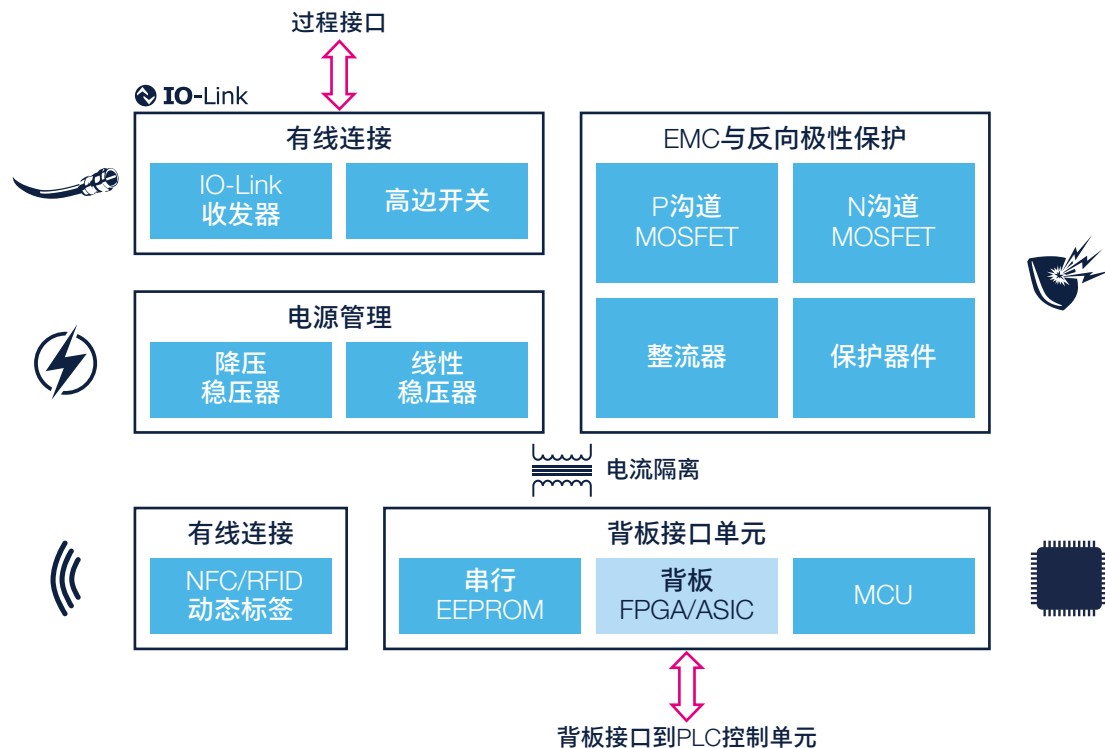 过程接口
IO-Link
有线连接
IO-Link
收发器
高边开关
EMC与反向极性保护
P沟道
MOSFET
N沟道
MOSFET
整流器
保护器件
电源管理
降压
稳压器
线性
稳压器
电流隔离
有线连接
NFC/RFID
动态标签
背板接口单元
串行
EEPROM
背板
FPGA/ASIC
MCU
背板接口到PLC控制单元